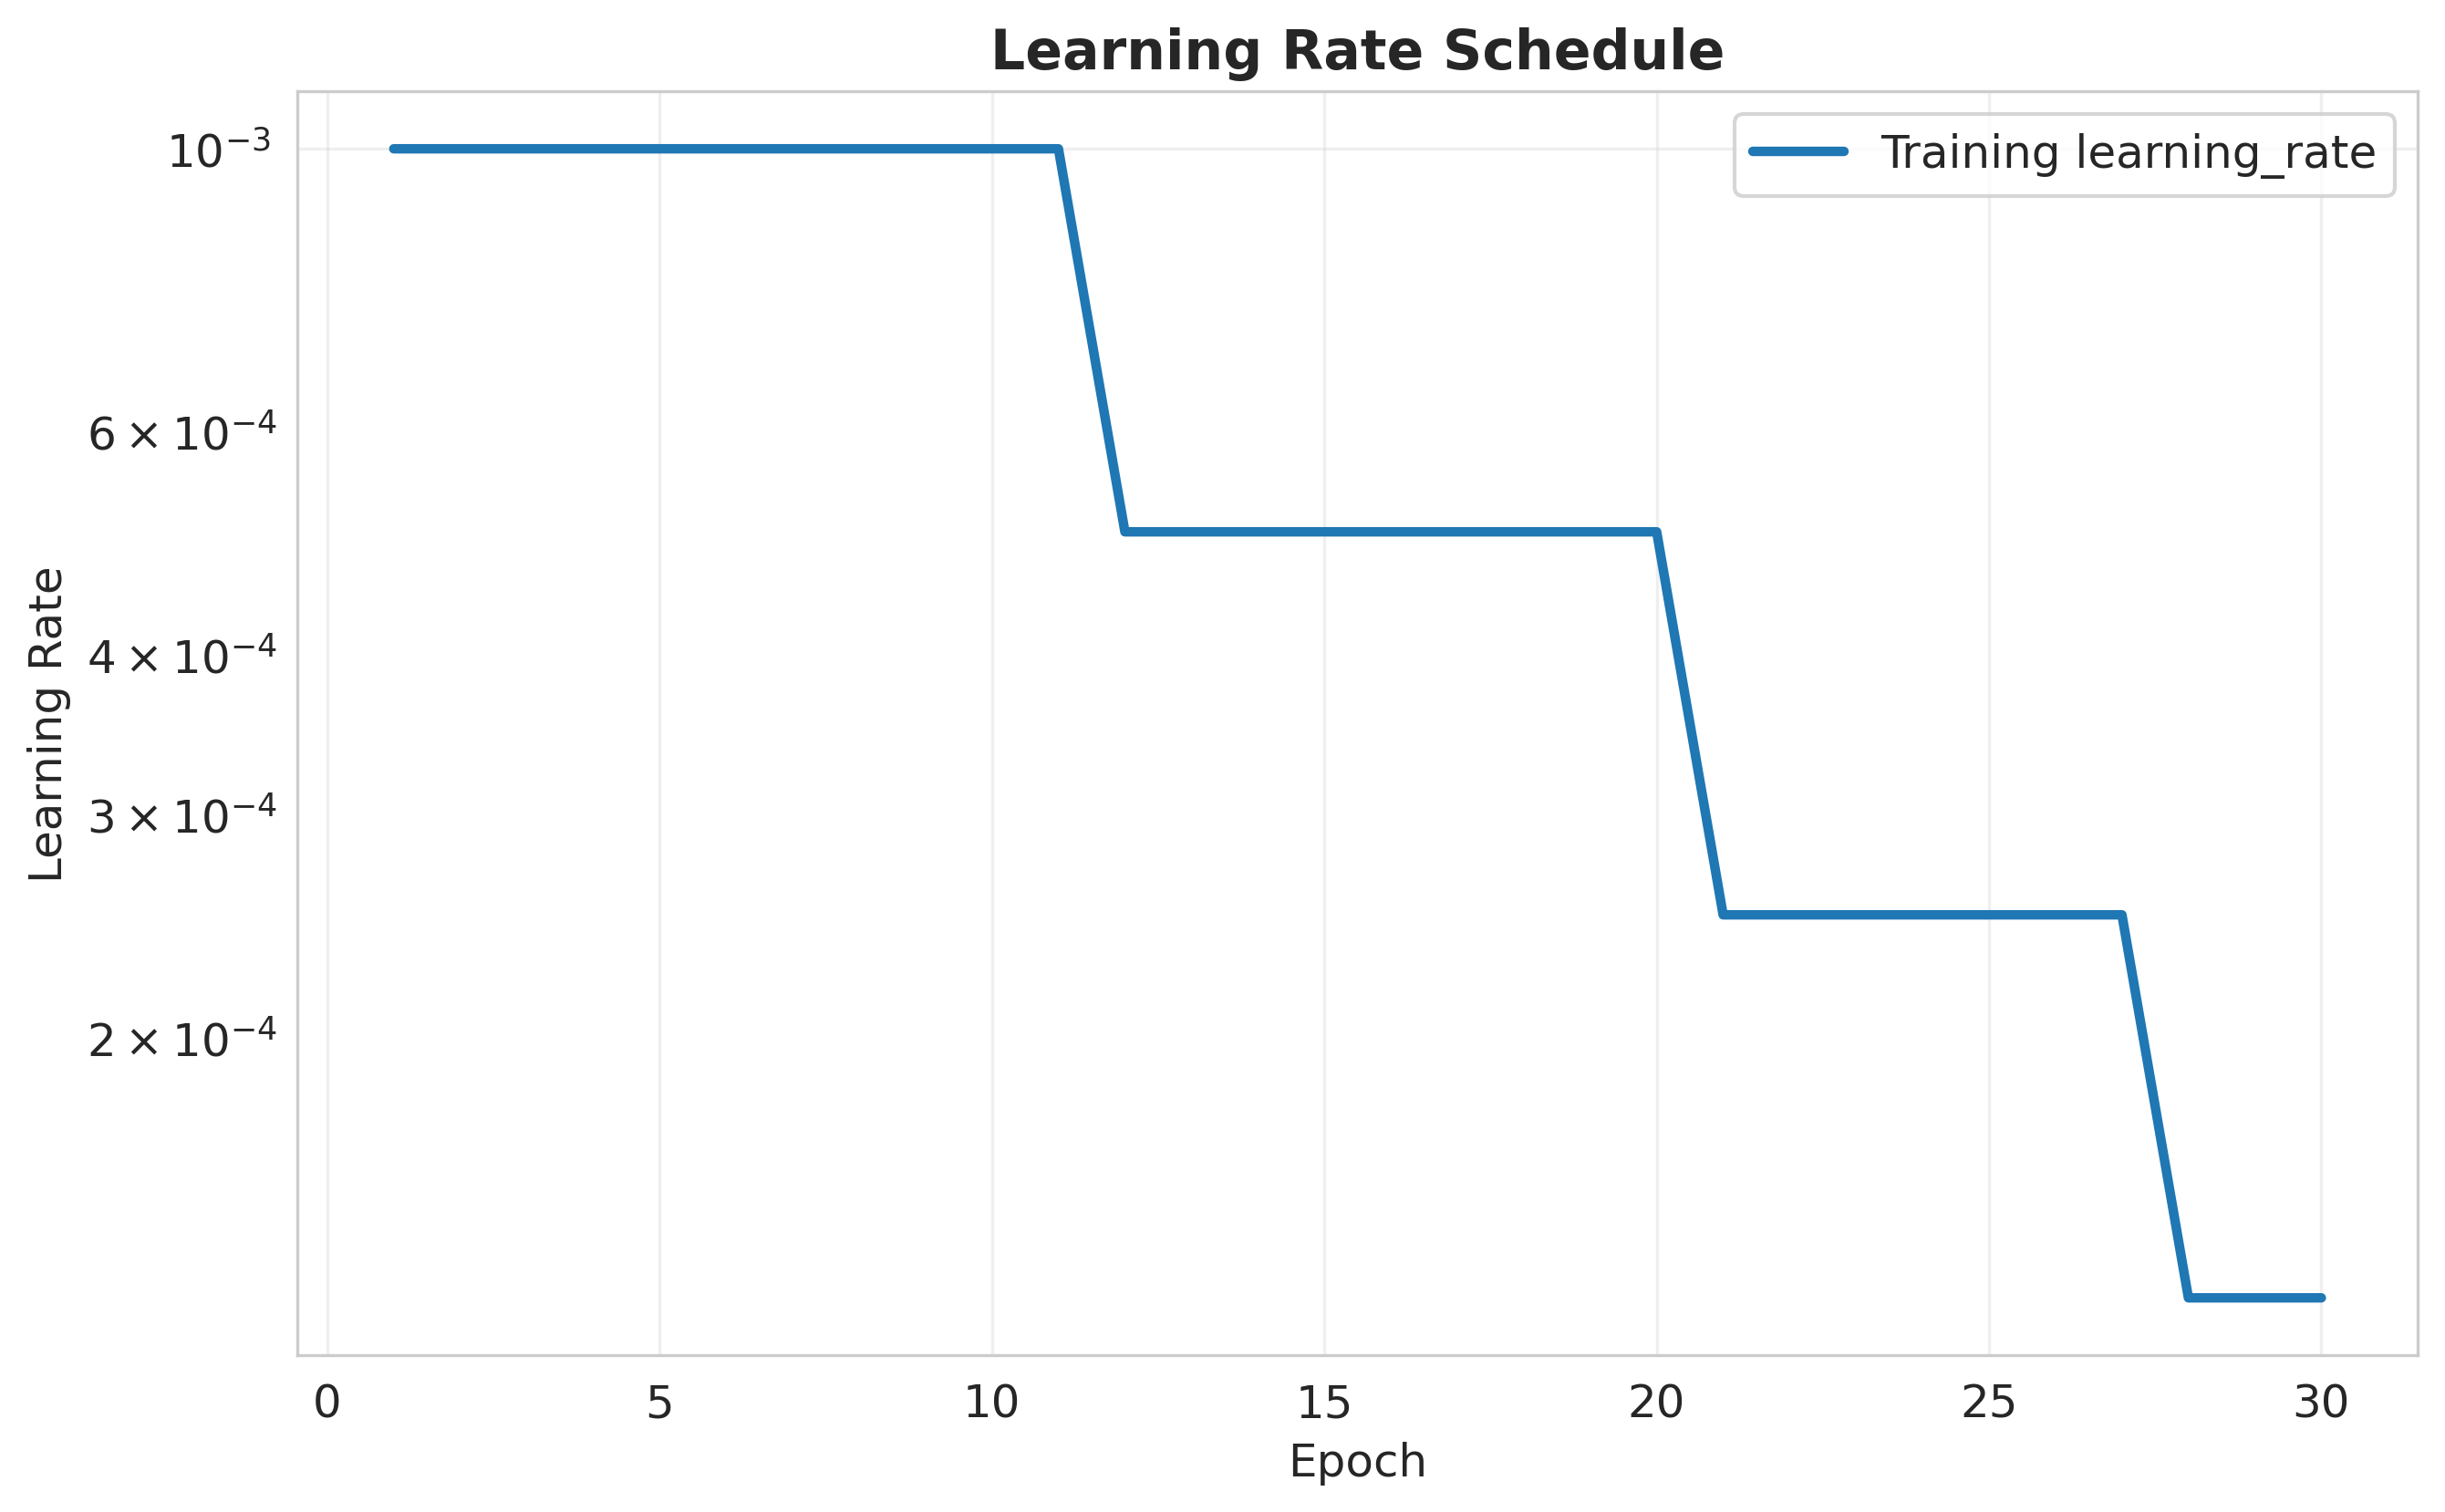 Learning Rate Schedule
Training learning_rate
10⁻³
6 × 10⁻⁴
4 × 10⁻⁴
3 × 10⁻⁴
2 × 10⁻⁴
Learning Rate
0 5 10 15 20 25 30
Epoch